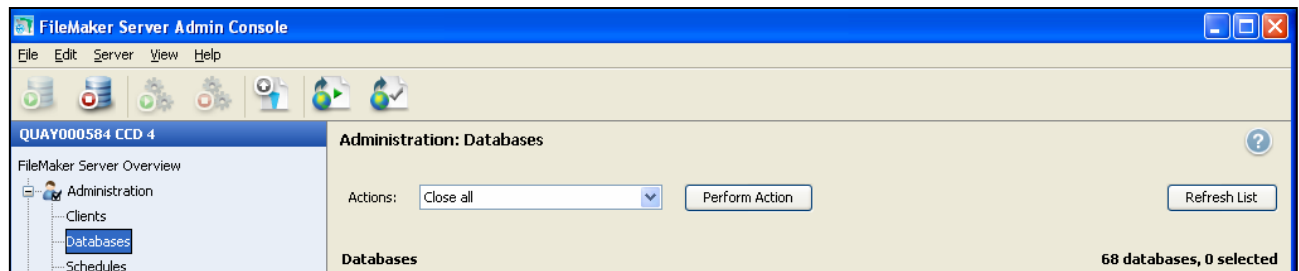 FileMaker Server Admin Console
File Edit Server View Help
QUAY000584 CCD 4
FileMaker Server Overview
Administration
Clients
Databases
Schedules
Administration: Databases
Actions: Close all Perform Action Refresh List
Databases 68 databases, 0 selected